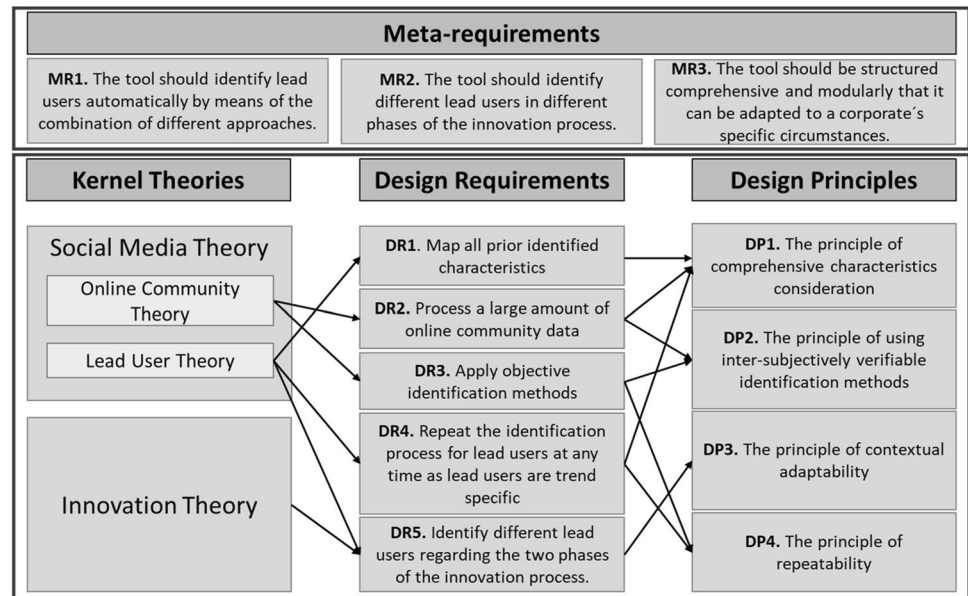 Meta-requirements
MR1. The tool should identify lead
users automatically by means of the
combination of different approaches.
MR2. The tool should identify
different lead users in different
phases of the innovation process.
MR3. The tool should be structured
comprehensive and modularly that it
can be adapted to a corporate´s
specific circumstances.
Kernel Theories
Social Media Theory
Online Community
Theory
Lead User Theory
Innovation Theory
Design Requirements
DR1. Map all prior identified
characteristics
DR2. Process a large amount of
online community data
DR3. Apply objective
identification methods
DR4. Repeat the identification
process for lead users at any
time as lead users are trend
specific
DR5. Identify different lead
users regarding the two phases
of the innovation process.
Design Principles
DP1. The principle of
comprehensive characteristics
consideration
DP2. The principle of using
inter-subjectively verifiable
identification methods
DP3. The principle of contextual
adaptability
DP4. The principle of
repeatability